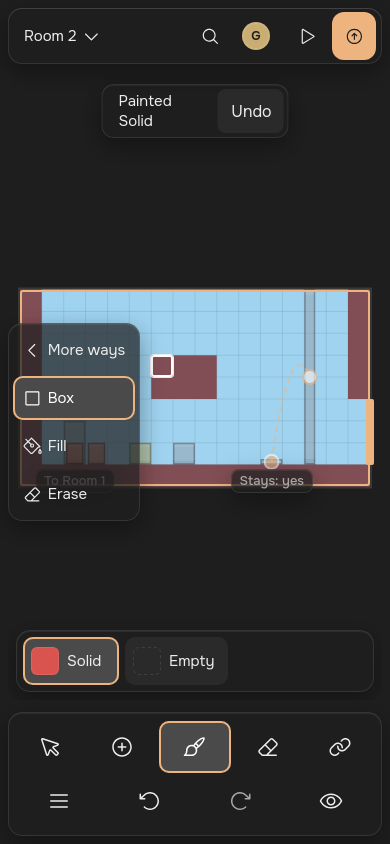 Room 2
G
Painted
Solid
Undo
More ways
Box
Fill
Erase
To Room 1
Stays: yes
Solid
Empty